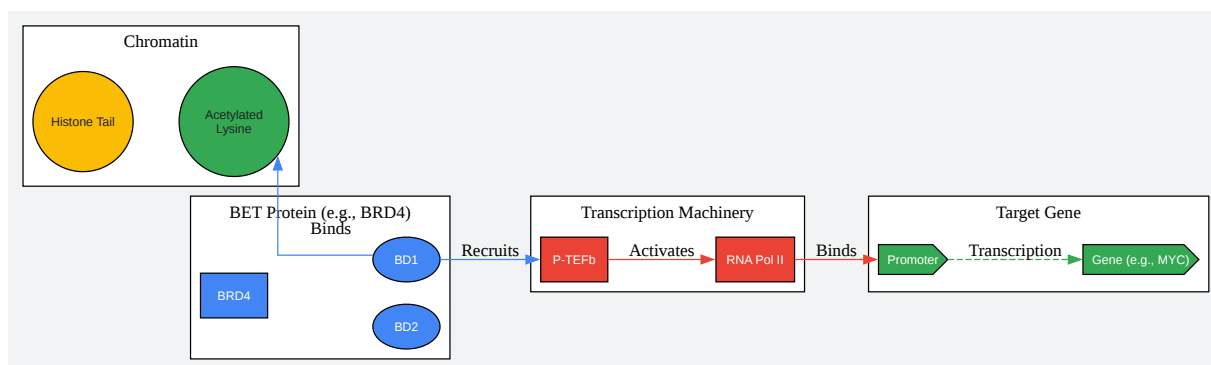 Chromatin
Histone Tail
Acetylated
Lysine
BET Protein (e.g., BRD4)
Binds
BD1
BRD4
BD2
Recruits
Transcription Machinery
P-TEFb
Activates
RNA Pol II
Binds
Target Gene
Promoter
Transcription
Gene (e.g., MYC)